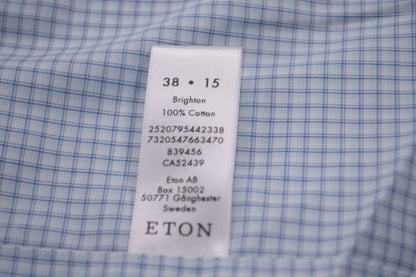 38 • 15
Brighton
100% Cotton
2520795442338
7320547663470
839456
CA52439
Eton AB
Box 15002
50771 Gånghester
Sweden
ETON